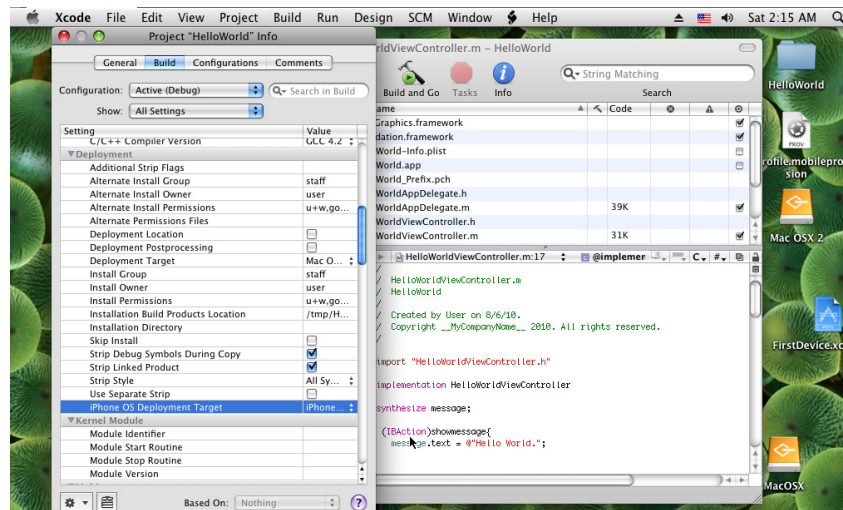 Xcode File Edit View Project Build Run Design SCM Window Help Sat 2:15 AM
Project "HelloWorld" Info
General Build Configurations Comments
Configuration: Active (Debug) Search in Build
Show: All Settings
Setting Value
C/C++ Compiler Version GCC 4.2
Deployment
Additional Strip Flags
Alternate Install Group staff
Alternate Install Owner user
Alternate Install Permissions u+w,go...
Alternate Permissions Files
Deployment Location
Deployment Postprocessing
Deployment Target Mac O...
Install Group staff
Install Owner user
Install Permissions u+w,go...
Installation Build Products Location /tmp/H...
Installation Directory
Skip Install
Strip Debug Symbols During Copy
Strip Linked Product
Strip Style All Sy...
Use Separate Strip
iPhone OS Deployment Target iPhone...
Kernel Module
Module Identifier
Module Start Routine
Module Stop Routine
Module Version
Based On: Nothing ?
rldViewController.m – HelloWorld
String Matching
Build and Go Tasks Info Search
ame Code
Graphics.framework
dation.framework
World-Info.plist
World.app
World_Prefix.pch
WorldAppDelegate.h
WorldAppDelegate.m 39K
WorldViewController.h
WorldViewController.m 31K
HelloWorldViewController.m:17 @implemen C #
/
/ HelloWorldViewController.m
/ HelloWorld
/
/ Created by User on 8/6/10.
/ Copyright __MyCompanyName__ 2010. All rights reserved.
/
import "HelloWorldViewController.h"
implementation HelloWorldViewController
synthesize message;
(IBAction)showmessage{
message.text = @"Hello World.";
HelloWorld
PROV
rofile.mobilepro
sion
Mac OSX 2
FirstDevice.xc
MacOSX